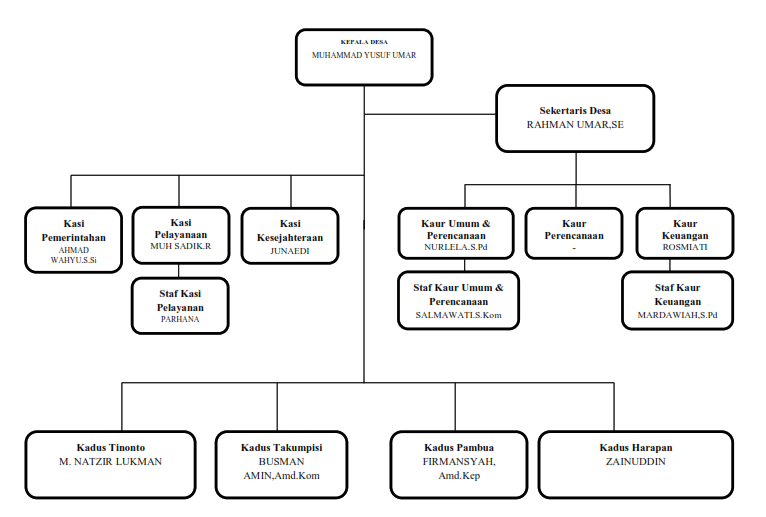 KEPALA DESA
MUHAMMAD YUSUF UMAR
Sekertaris Desa
RAHMAN UMAR,SE
Kasi
Pemerintahan
AHMAD
WAHYU.S.Si
Kasi
Pelayanaan
MUH SADIK.R
Kasi
Kesejahteraan
JUNAEDI
Kaur Umum &
Perencanaan
NURLELA.S.Pd
Kaur
Perencanaan
-
Kaur
Keuangan
ROSMIATI
Staf Kasi
Pelayanan
PARHANA
Staf Kaur Umum &
Perencanaan
SALMAWATI.S.Kom
Staf Kaur
Keuangan
MARDAWIAH,S.Pd
Kadus Tinonto
M. NATZIR LUKMAN
Kadus Takumpisi
BUSMAN
AMIN,Amd.Kom
Kadus Pambua
FIRMANSYAH,
Amd.Kep
Kadus Harapan
ZAINUDDIN